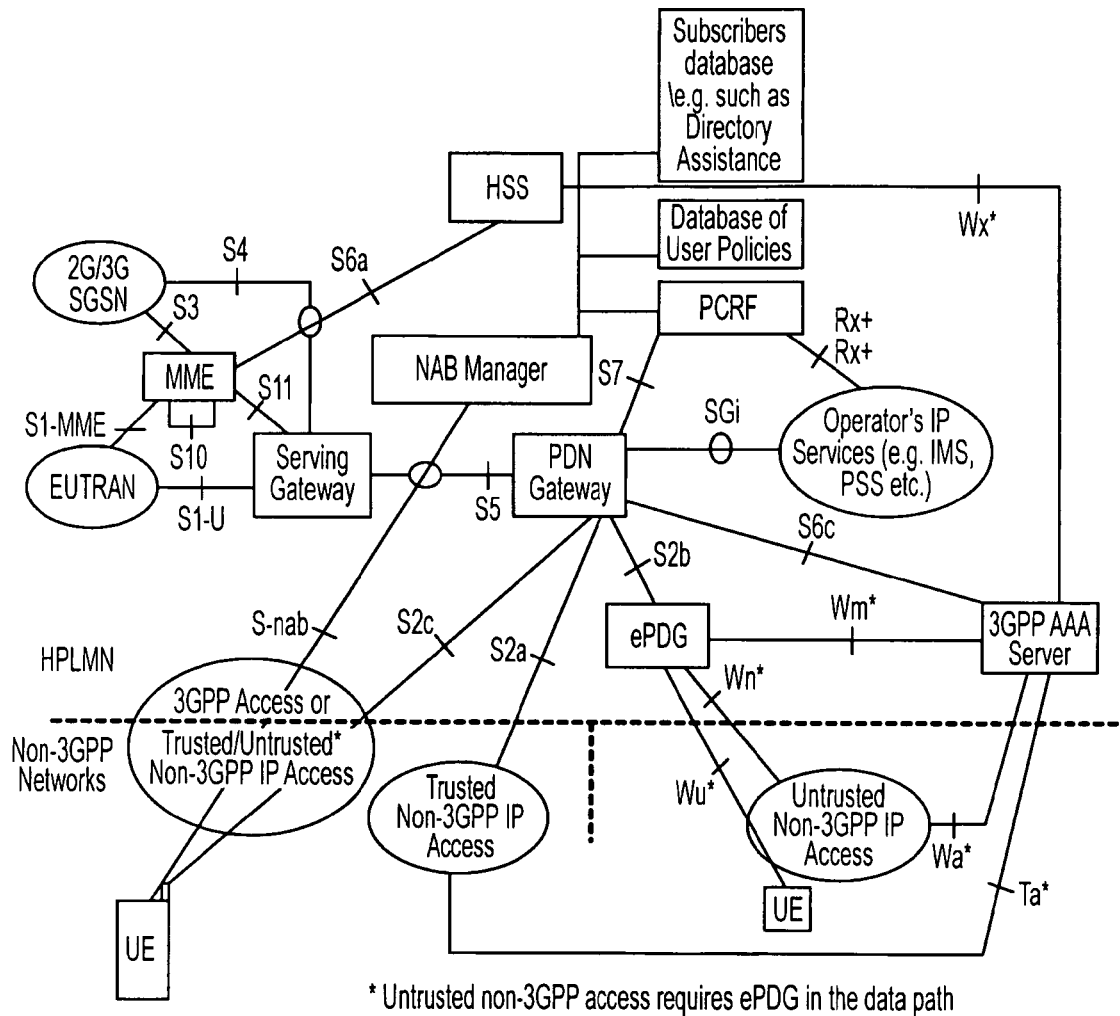 Subscribers
database
\e.g. such as
Directory
Assistance
HSS
Wx*
Database of
User Policies
S4
S6a
2G/3G
SGSN
S3
PCRF
Rx+
Rx+
MME
NAB Manager
S7
S11
S1-MME
SGi
S10
Operator's IP
Services (e.g. IMS,
PSS etc.)
EUTRAN
Serving
Gateway
PDN
Gateway
S1-U
S5
S6c
S2b
S-nab
S2c
S2a
ePDG
Wm*
3GPP AAA
Server
HPLMN
Wn*
3GPP Access or
Trusted/Untrusted*
Non-3GPP IP Access
Non-3GPP
Networks
Trusted
Non-3GPP IP
Access
Wu*
Untrusted
Non-3GPP IP
Access
Wa*
Ta*
UE
UE
* Untrusted non-3GPP access requires ePDG in the data path